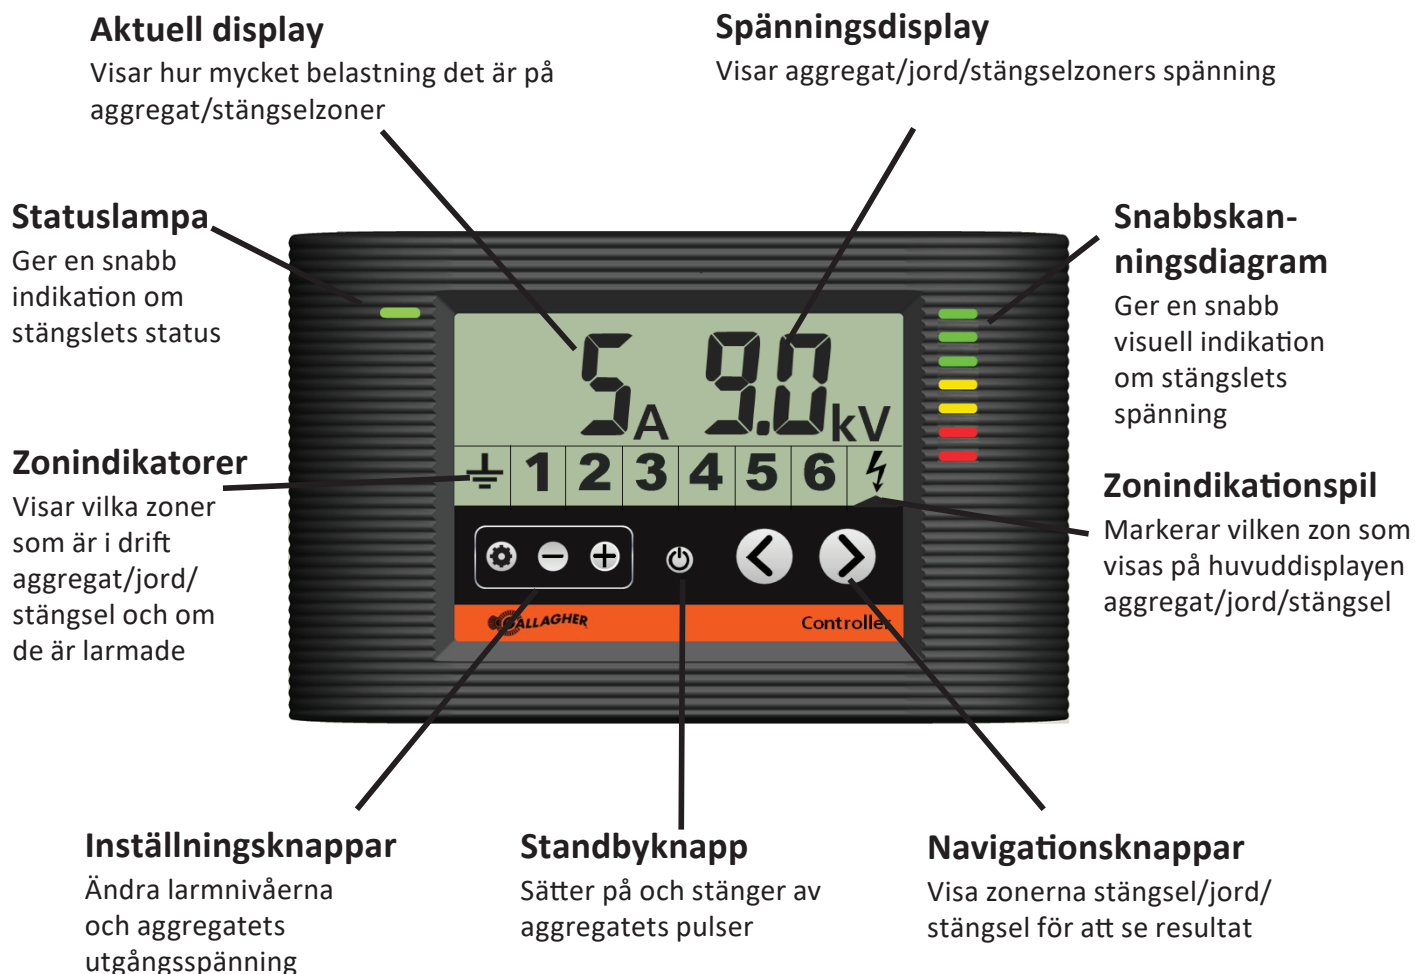 Aktuell display
Visar hur mycket belastning det är på
aggregat/stängselzoner
Spänningsdisplay
Visar aggregat/jord/stängselzoners spänning
Statuslampa
Ger en snabb
indikation om
stängslets status
Snabbskan-
ningsdiagram
Ger en snabb
visuell indikation
om stängslets
spänning
5A 9.0kV
1 2 3 4 5 6
Zonindikatorer
Visar vilka zoner
som är i drift
aggregat/jord/
stängsel och om
de är larmade
Zonindikationspil
Markerar vilken zon som
visas på huvuddisplayen
aggregat/jord/stängsel
GALLAGHER
Controller
Inställningsknappar
Ändra larmnivåerna
och aggregatets
utgångsspänning
Standbyknapp
Sätter på och stänger av
aggregatets pulser
Navigationsknappar
Visa zonerna stängsel/jord/
stängsel för att se resultat